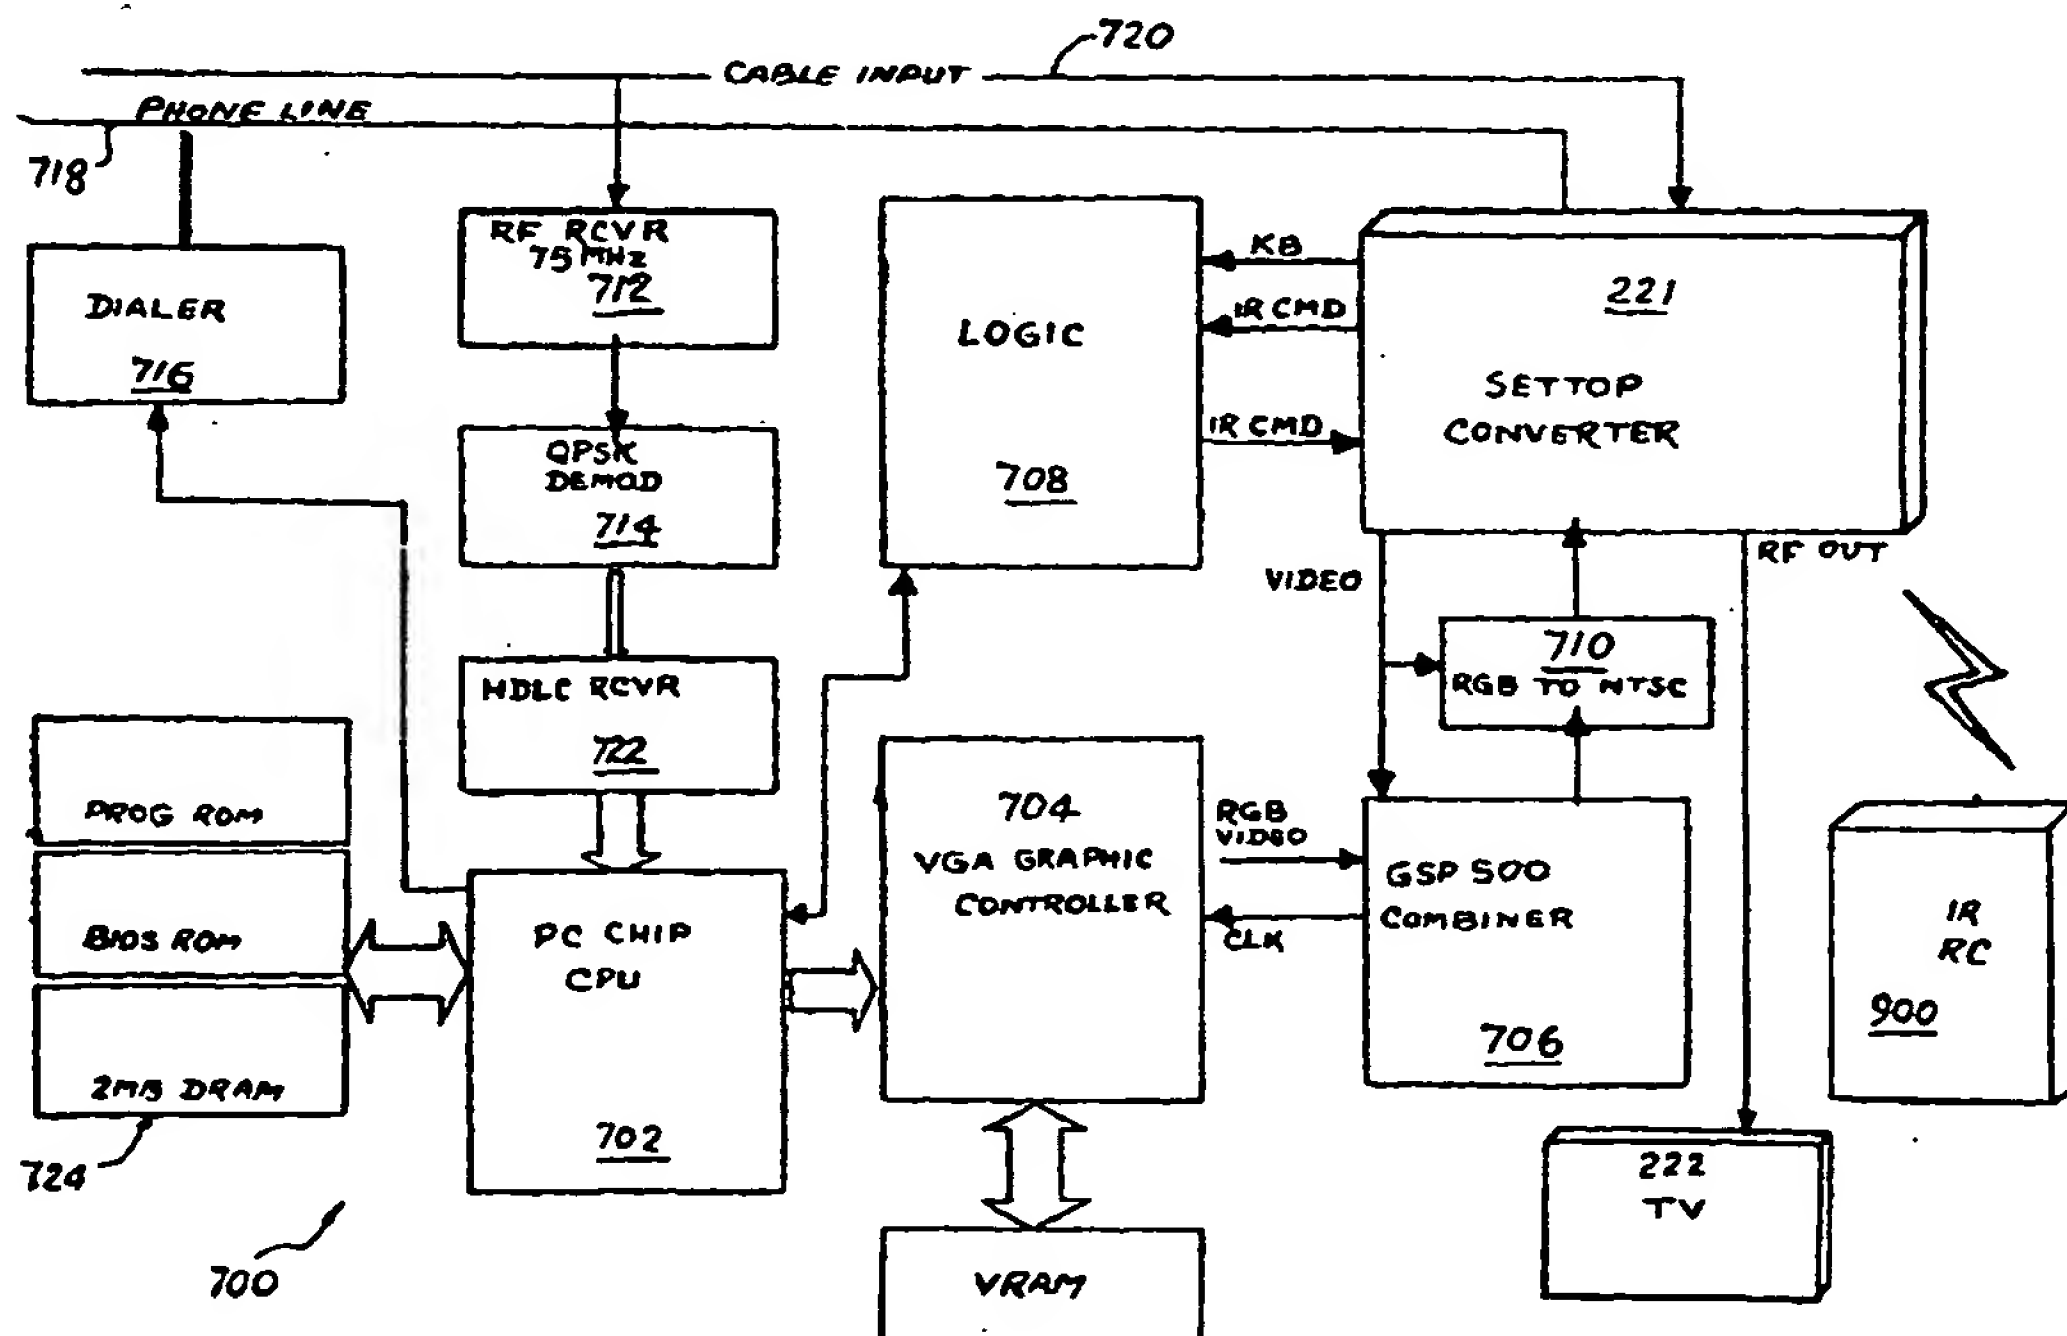 720
CABLE INPUT
PHONE LINE
718
DIALER
716
RF RCVR
75 MHz
712
QPSK
DEMOD
714
HDLC RCVR
722
LOGIC
708
KB
IR CMD
IR CMD
221
SETTOP
CONVERTER
VIDEO
RF OUT
710
RGB TO NTSC
PROG ROM
BIOS ROM
2MB DRAM
724
700
PC CHIP
CPU
702
704
VGA GRAPHIC
CONTROLLER
RGB
VIDEO
CLK
GSP 500
COMBINER
706
IR
RC
900
222
TV
VRAM